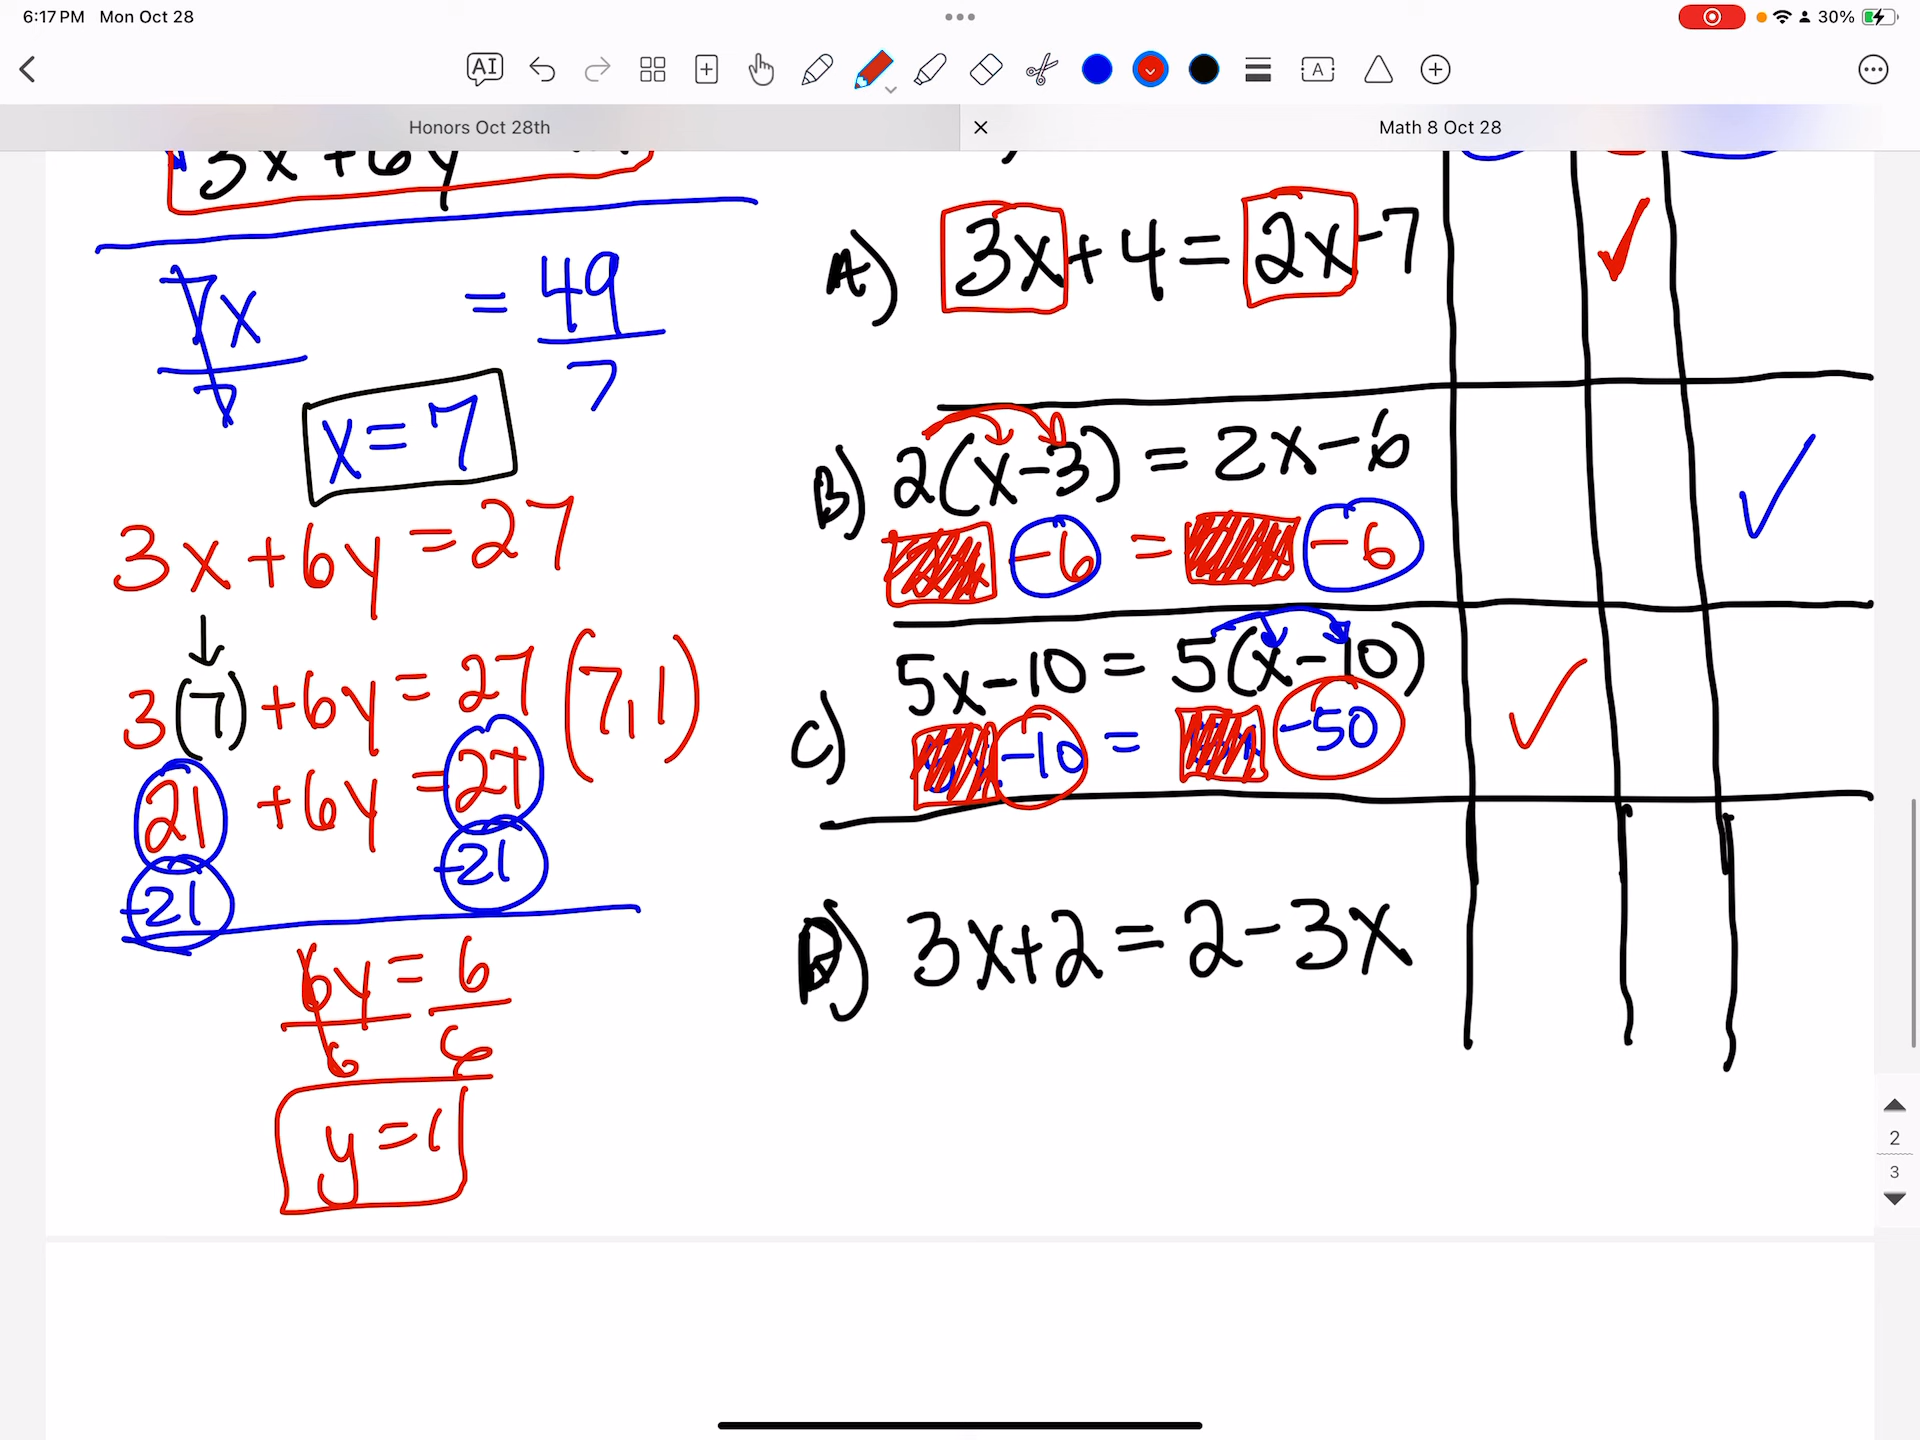 6:17 PM Mon Oct 28
30%
AI
A
Honors Oct 28th
Math 8 Oct 28
3x + 6y
7x = 49
7 7
x = 7
3x + 6y = 27
3(7) + 6y = 27 (7,1)
21 + 6y = 27
-21 -21
6y = 6
6 6
y = 1
A) 3x + 4 = 2x - 7
B) 2(x - 3) = 2x - 6
-6 = -6
5x - 10 = 5(x - 10)
C) -10 = -50
D) 3x + 2 = 2 - 3x
2
3